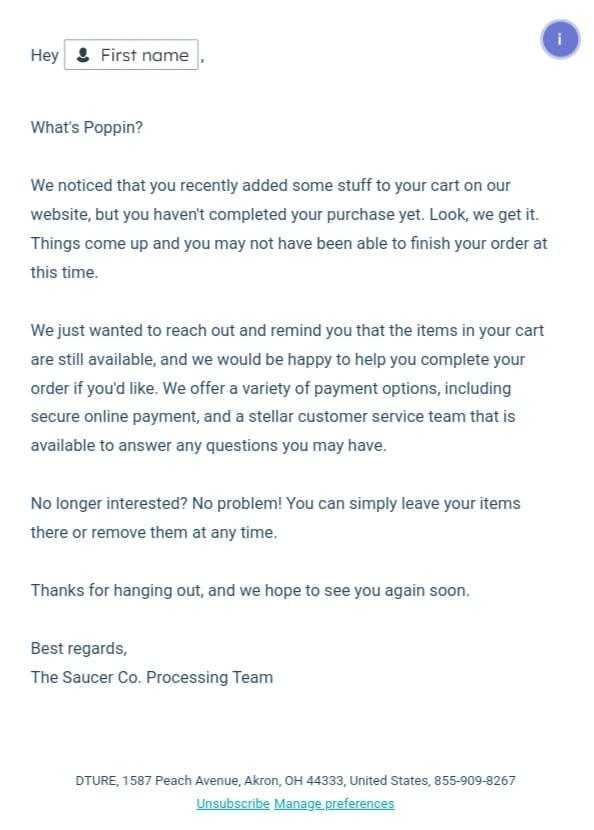 Hey First name,
i
What's Poppin?
We noticed that you recently added some stuff to your cart on our
website, but you haven't completed your purchase yet. Look, we get it.
Things come up and you may not have been able to finish your order at
this time.
We just wanted to reach out and remind you that the items in your cart
are still available, and we would be happy to help you complete your
order if you'd like. We offer a variety of payment options, including
secure online payment, and a stellar customer service team that is
available to answer any questions you may have.
No longer interested? No problem! You can simply leave your items
there or remove them at any time.
Thanks for hanging out, and we hope to see you again soon.
Best regards,
The Saucer Co. Processing Team
DTURE, 1587 Peach Avenue, Akron, OH 44333, United States, 855-909-8267
Unsubscribe Manage preferences